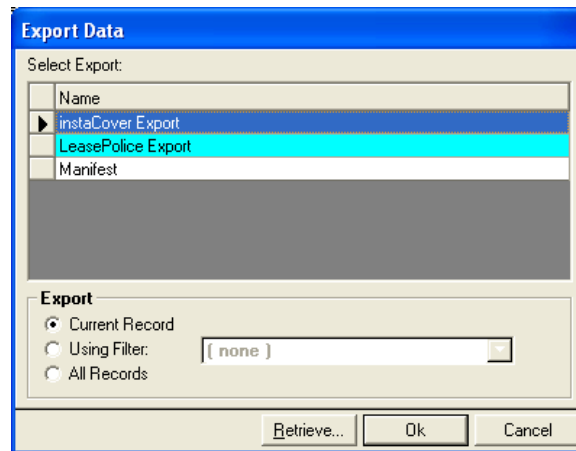 Export Data
Select Export:
Name
instaCover Export
LeasePolice Export
Manifest
Export
Current Record
Using Filter: ( none )
All Records
Retrieve... Ok Cancel